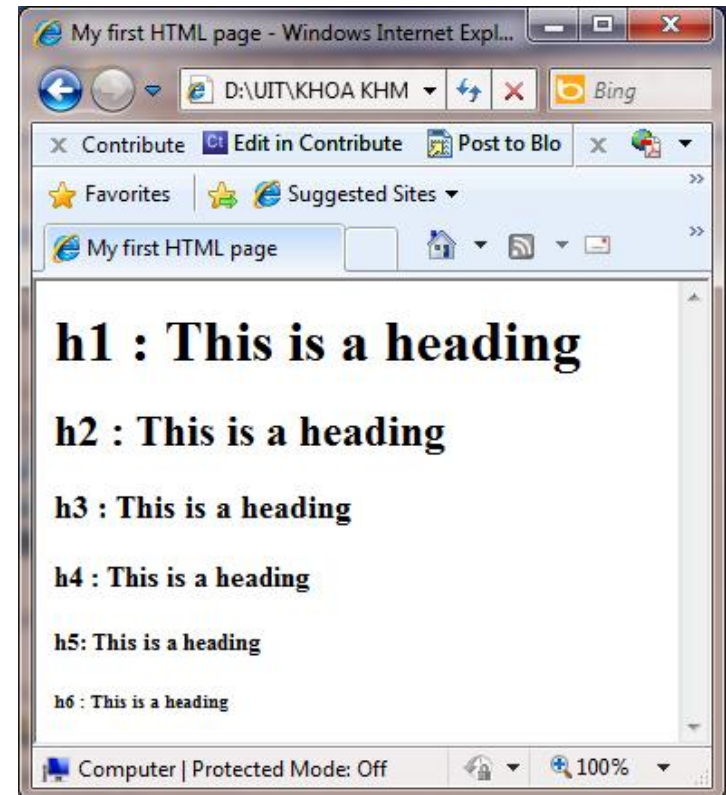 My first HTML page - Windows Internet Expl...
D:\UIT\KHOA KHM
Bing
x Contribute Ct Edit in Contribute Post to Blo x
Favorites Suggested Sites
My first HTML page
h1 : This is a heading
h2 : This is a heading
h3 : This is a heading
h4 : This is a heading
h5: This is a heading
h6 : This is a heading
Computer | Protected Mode: Off 100%